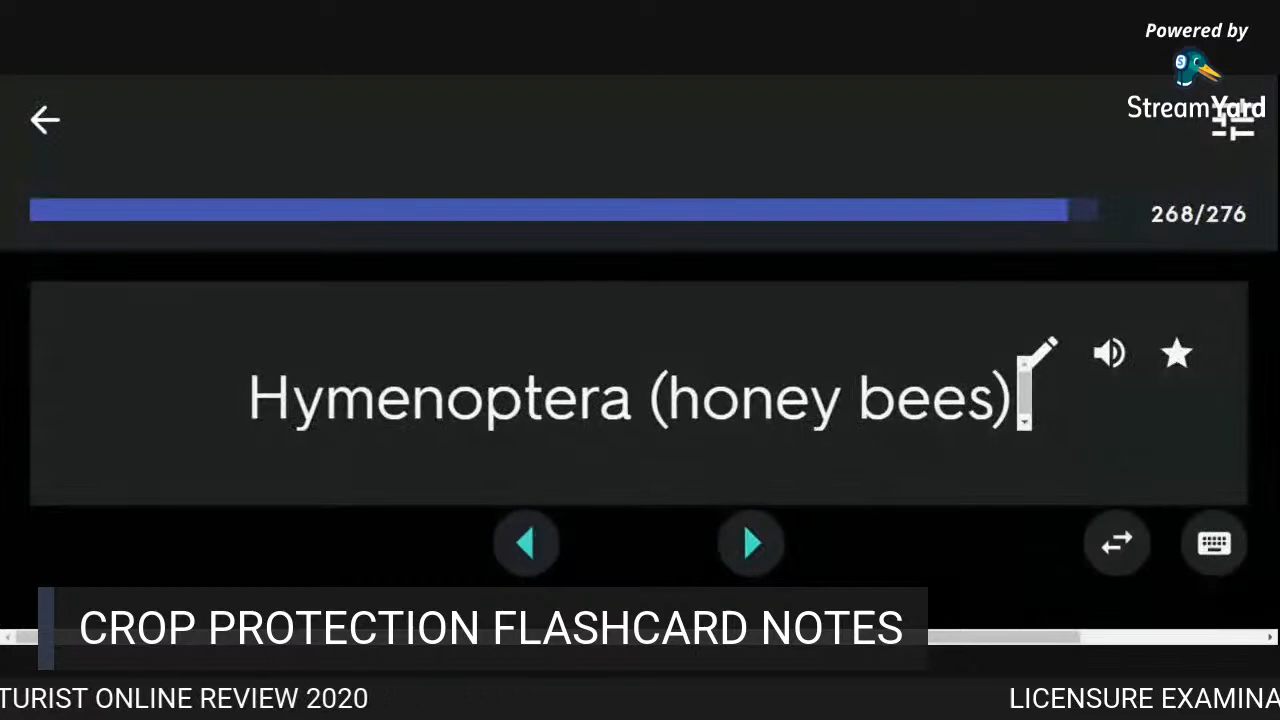 Powered by
StreamYard
268/276
Hymenoptera (honey bees)
CROP PROTECTION FLASHCARD NOTES
TURIST ONLINE REVIEW 2020
LICENSURE EXAMINA